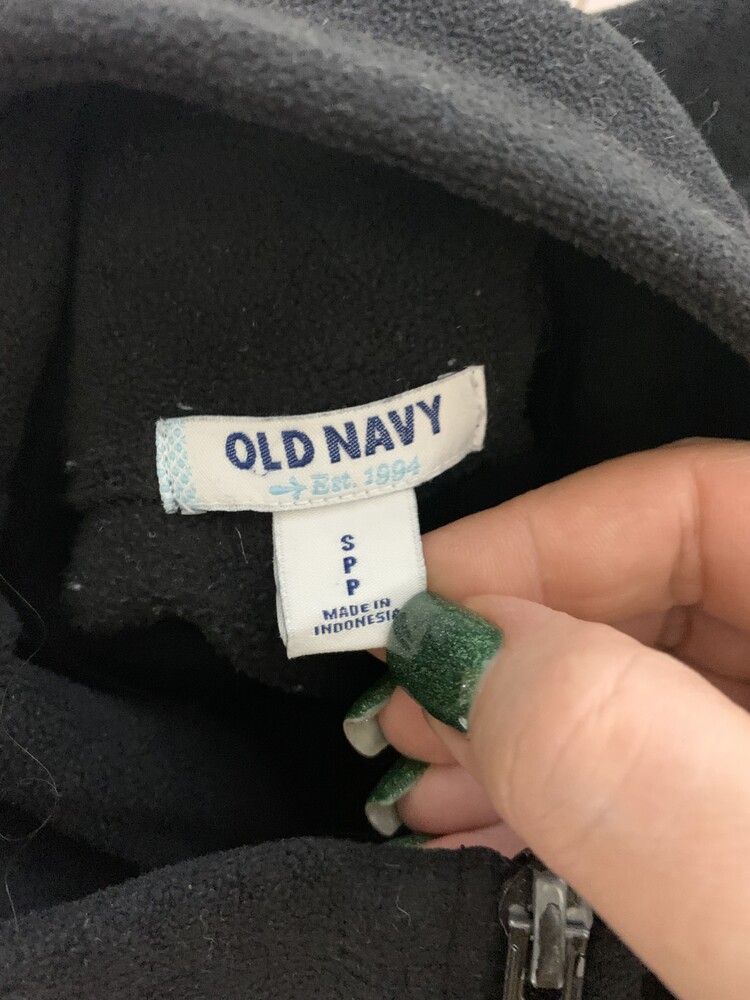 OLD NAVY
Est. 1994
S
P
P
MADE IN
INDONESIA